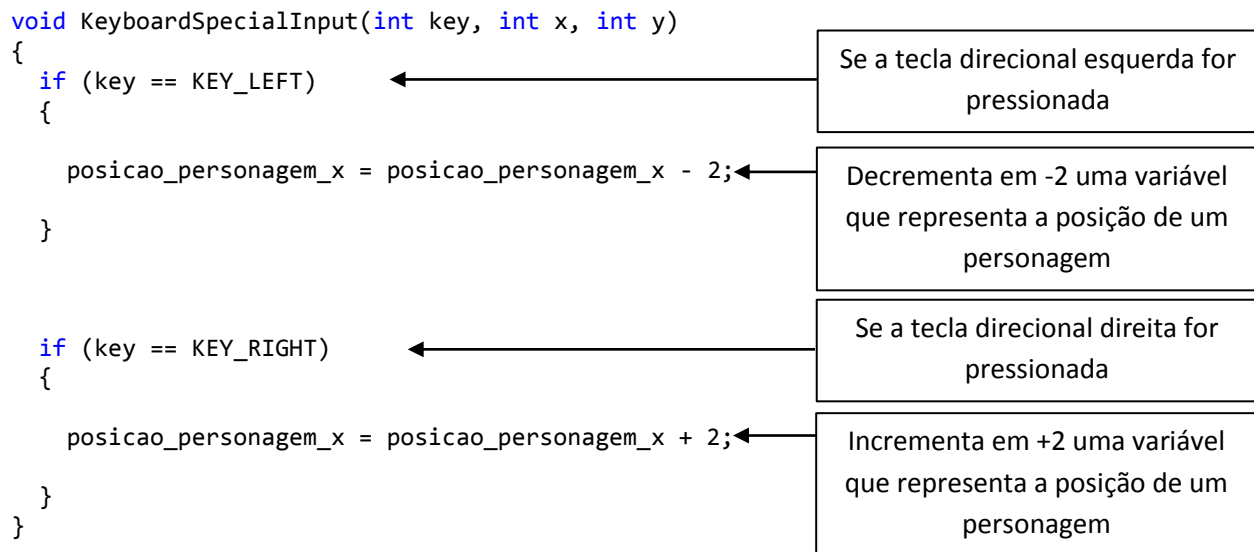 void KeyboardSpecialInput(int key, int x, int y)
{
if (key == KEY_LEFT)
Se a tecla direcional esquerda for
pressionada
{
posicao_personagem_x = posicao_personagem_x - 2;
Decrementa em -2 uma variável
que representa a posição de um
personagem
}
if (key == KEY_RIGHT)
Se a tecla direcional direita for
pressionada
{
posicao_personagem_x = posicao_personagem_x + 2;
Incrementa em +2 uma variável
que representa a posição de um
personagem
}
}